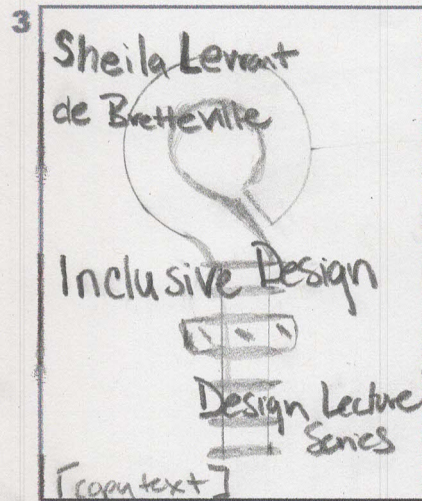 3
Sheila Levrant
de Bretteville
Inclusive Design
Design Lecture
Series
[copy text]